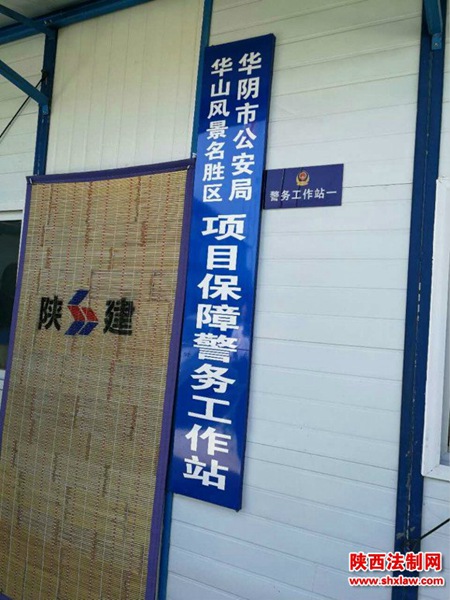 华阴市公安局
华山风景名胜区
项目保障警务工作站
警务工作站一
陕建
陕西法制网
www.shxlaw.com